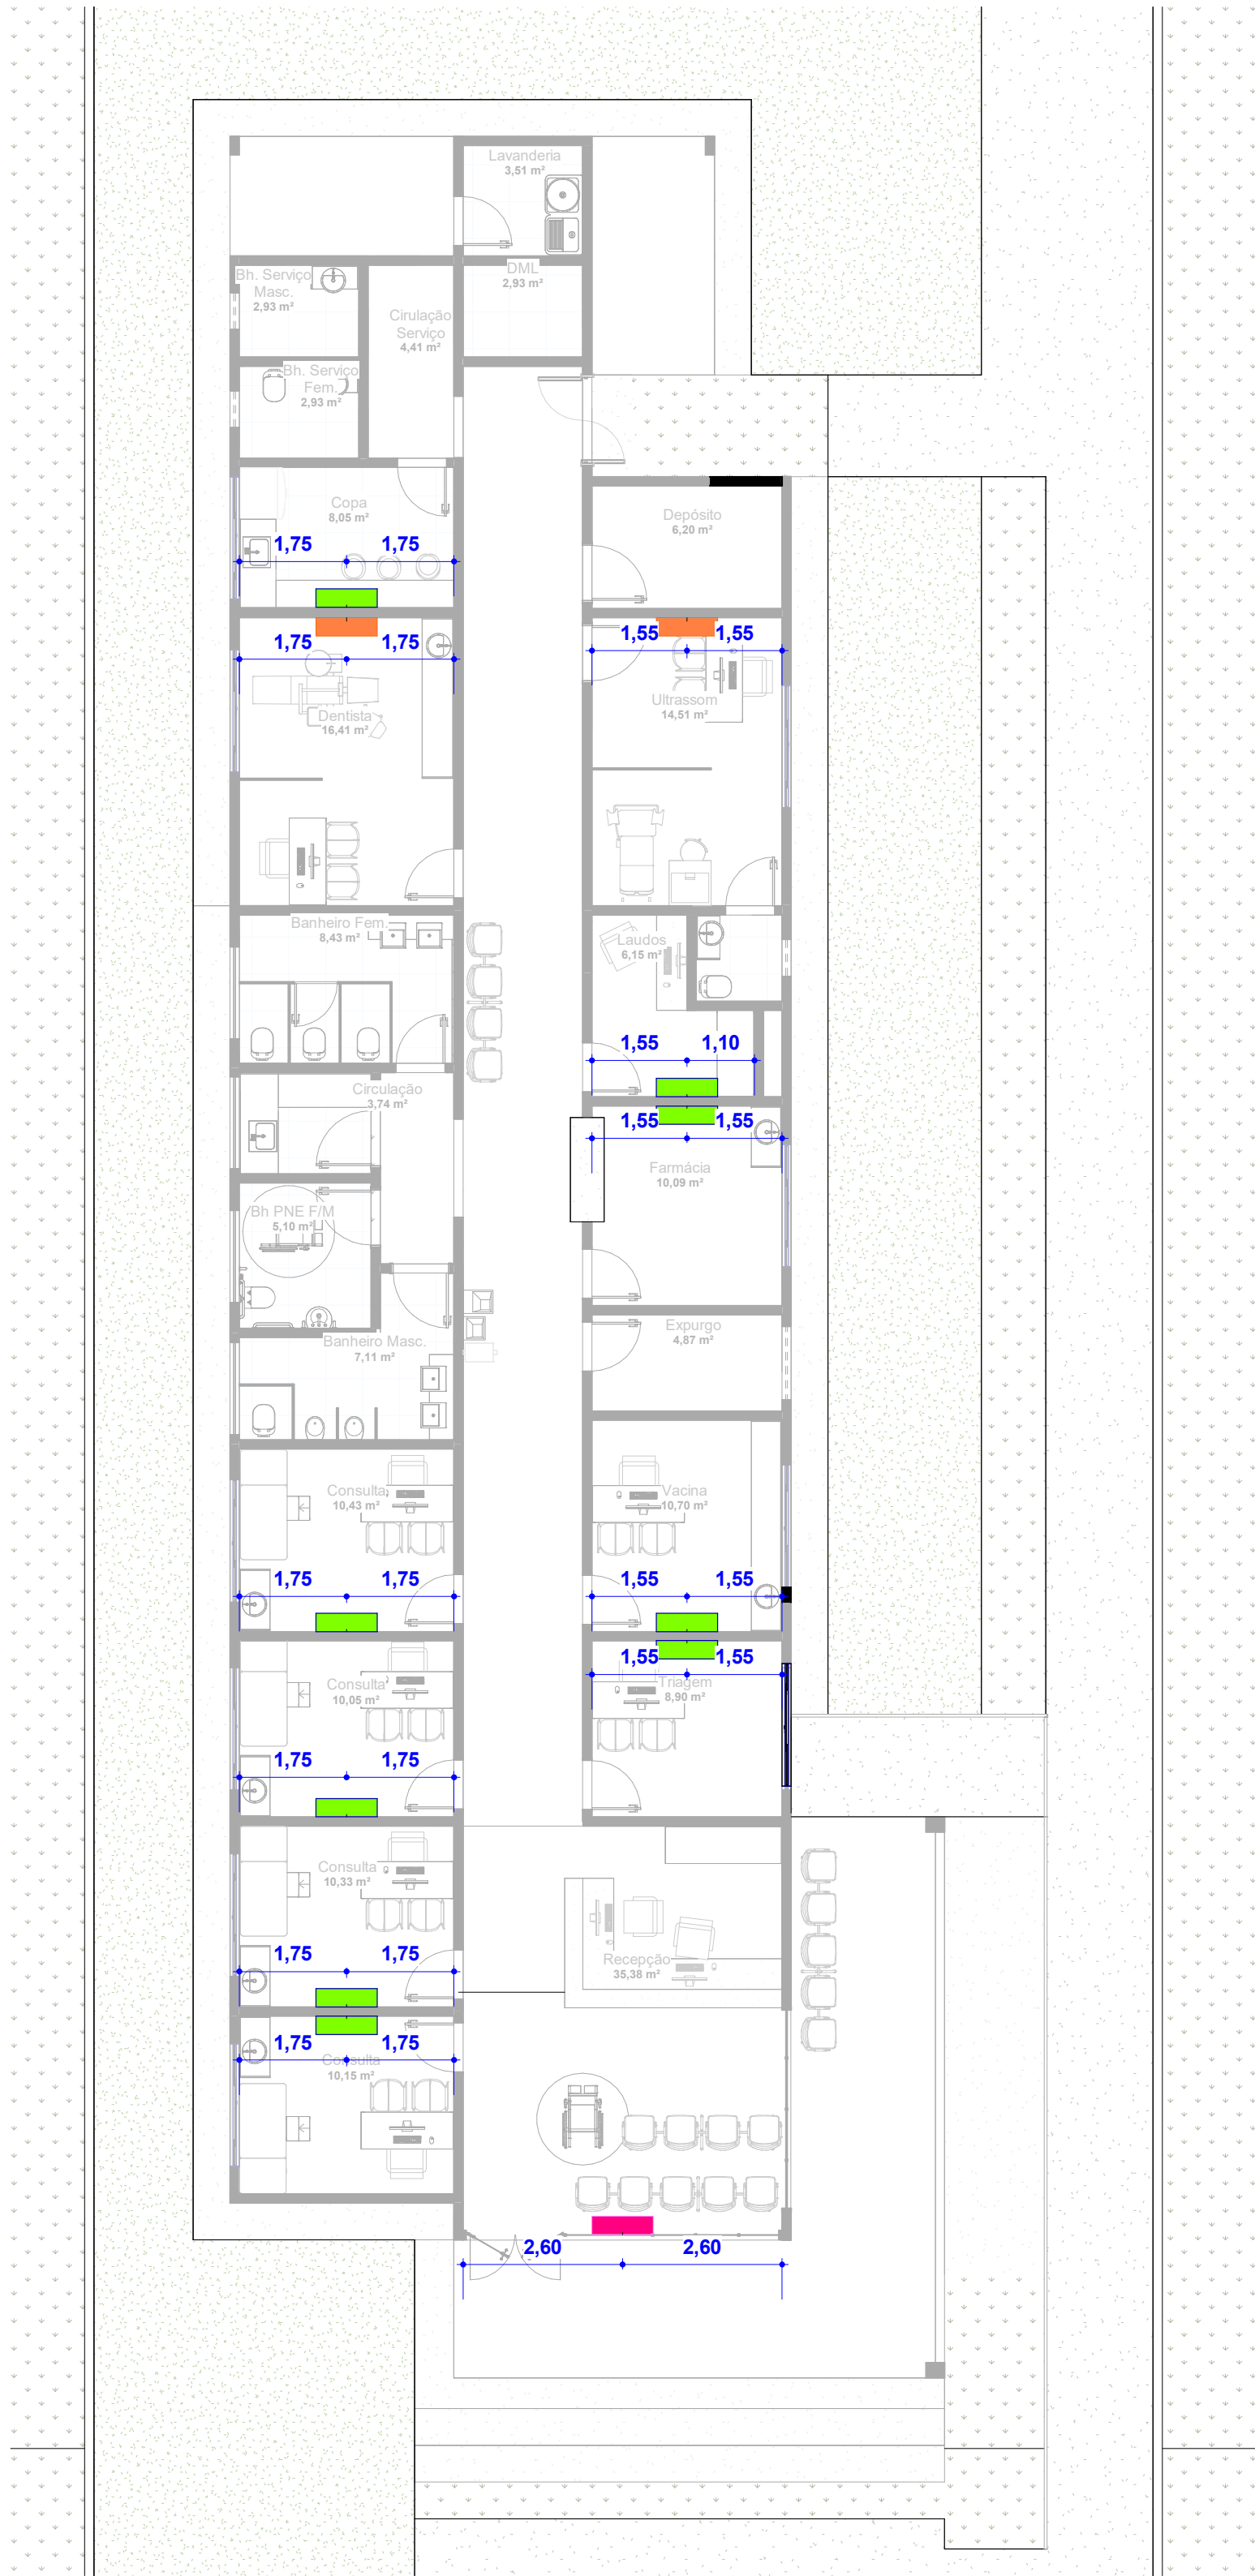 Lavanderia
3,51 m²
Bh. Serviço
Masc.
2,93 m²
DML
2,93 m²
Cirulação
Serviço
4,41 m²
Bh. Serviço
Fem.
2,93 m²
Copa
8,05 m²
1,75 1,75
Depósito
6,20 m²
1,75 1,75
1,55 1,55
Dentista
16,41 m²
Ultrassom
14,51 m²
Banheiro Fem.
8,43 m²
Laudos
6,15 m²
1,55 1,10
Circulação
3,74 m²
1,55 1,55
Farmácia
10,09 m²
Bh PNE F/M
5,10 m²
Expurgo
4,87 m²
Banheiro Masc.
7,11 m²
Consulta
10,43 m²
Vacina
10,70 m²
1,75 1,75
1,55 1,55
1,55 1,55
Consulta
10,05 m²
Triagem
8,90 m²
1,75 1,75
Consulta
10,33 m²
1,75 1,75
Recepção
35,38 m²
1,75 1,75
Consulta
10,15 m²
2,60 2,60